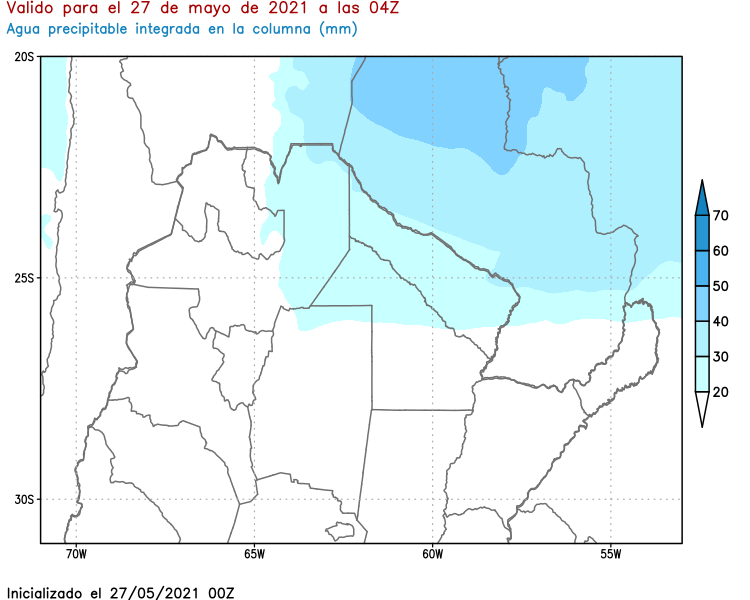 Valido para el 27 de mayo de 2021 a las 04Z
Agua precipitable integrada en la columna (mm)
20S
25S
30S
70W
65W
60W
55W
70
60
50
40
30
20
Inicializado el 27/05/2021 00Z